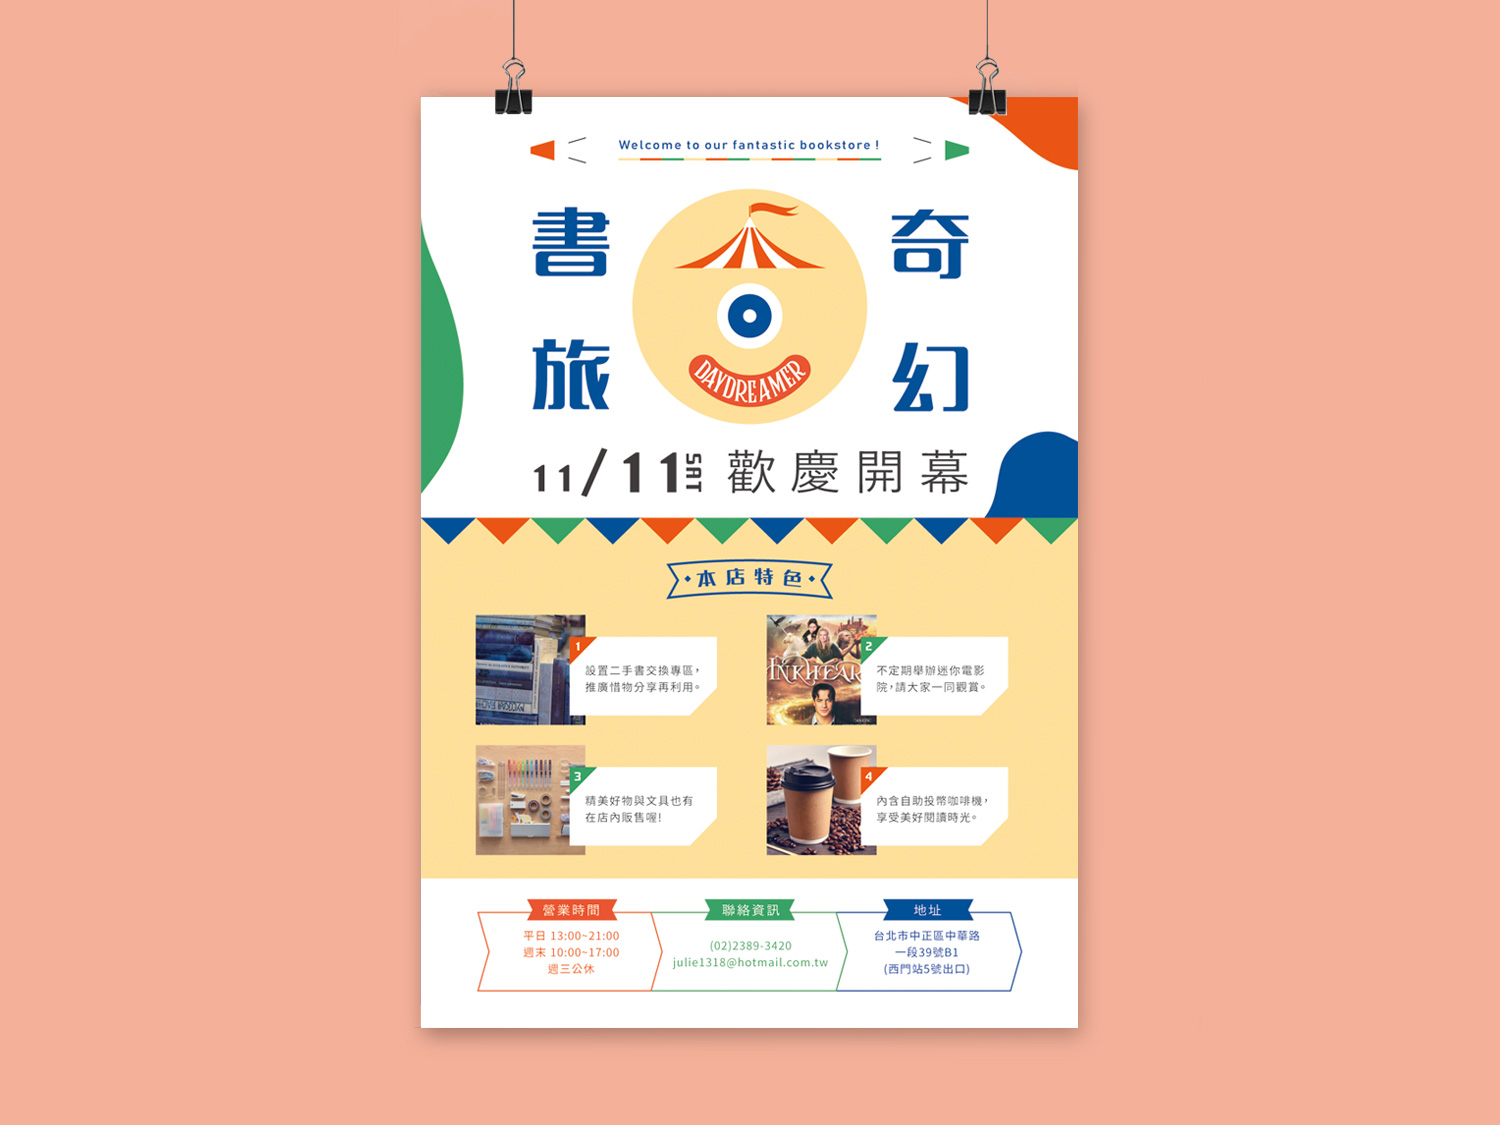 Welcome to our fantastic bookstore !
奇幻
書旅
DAYDREAMER
11/11 SAT 歡慶開幕
本店特色
1
設置二手書交換專區，
推廣惜物分享再利用。
2
不定期舉辦迷你電影
院，請大家一同觀賞。
INKHEAR
3
精美好物與文具也有
在店內販售喔！
4
內含自助投幣咖啡機，
享受美好閱讀時光。
營業時間
平日 13:00~21:00
週末 10:00~17:00
週三公休
聯絡資訊
(02)2389-3420
julie1318@hotmail.com.tw
地址
台北市中正區中華路
一段39號B1
(西門站5號出口)